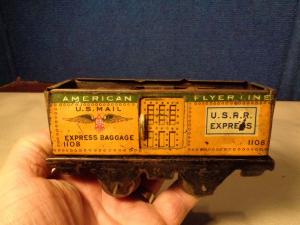 AMERICAN FLYER LINE
U.S. MAIL
EXPRESS BAGGAGE
1108
U.S.R.R.
EXPRESS
1108